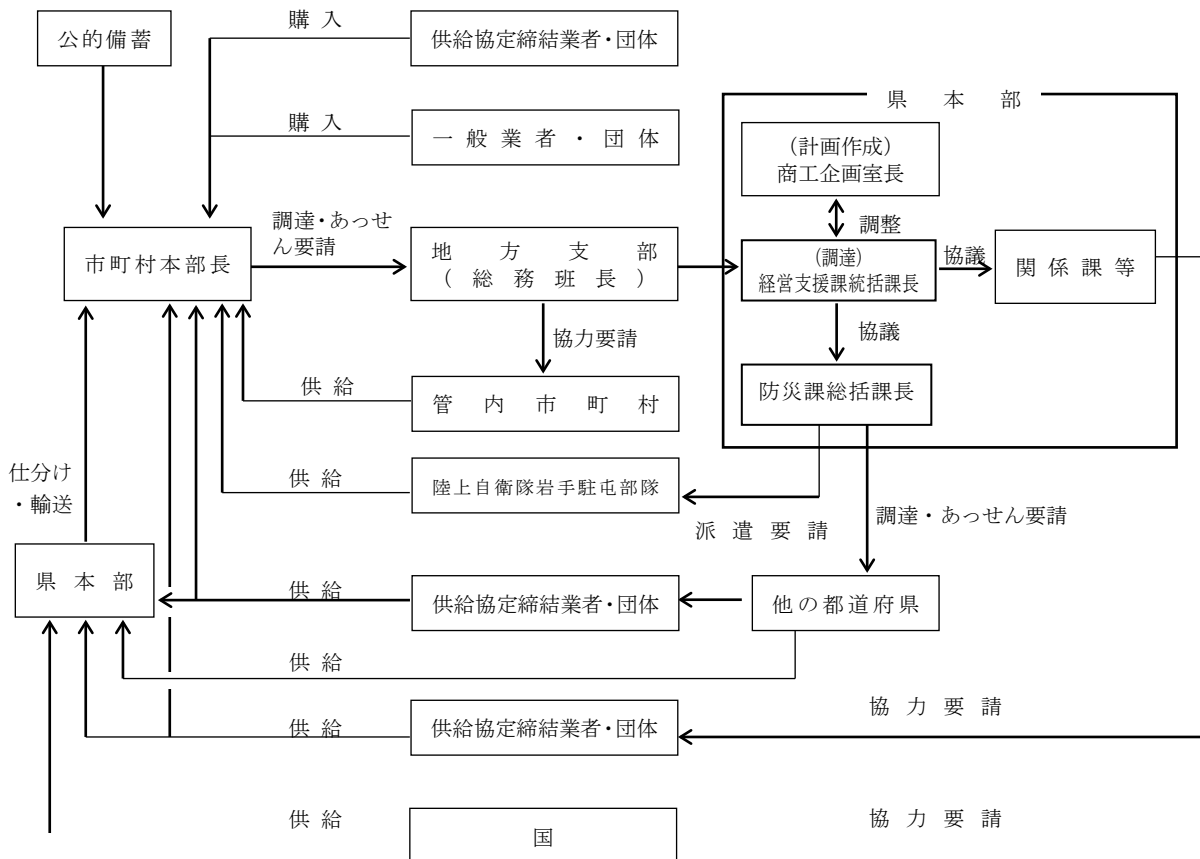 購入
公的備蓄
供給協定締結業者・団体
県本部
購入
一般業者・団体
(計画作成)
商工企画室長
調整
調達・あっせ
ん要請
市町村本部長
地方支部
(総務班長)
(調達)
経営支援課統括課長
協議
関係課等
協力要請
協議
供給
管内市町村
防災課総括課長
仕分け
・輸送
供給
陸上自衛隊岩手駐屯部隊
派遣要請
調達・あっせん要請
県本部
供給
供給協定締結業者・団体
他の都道府県
供給
協力要請
供給
供給協定締結業者・団体
供給
国
協力要請